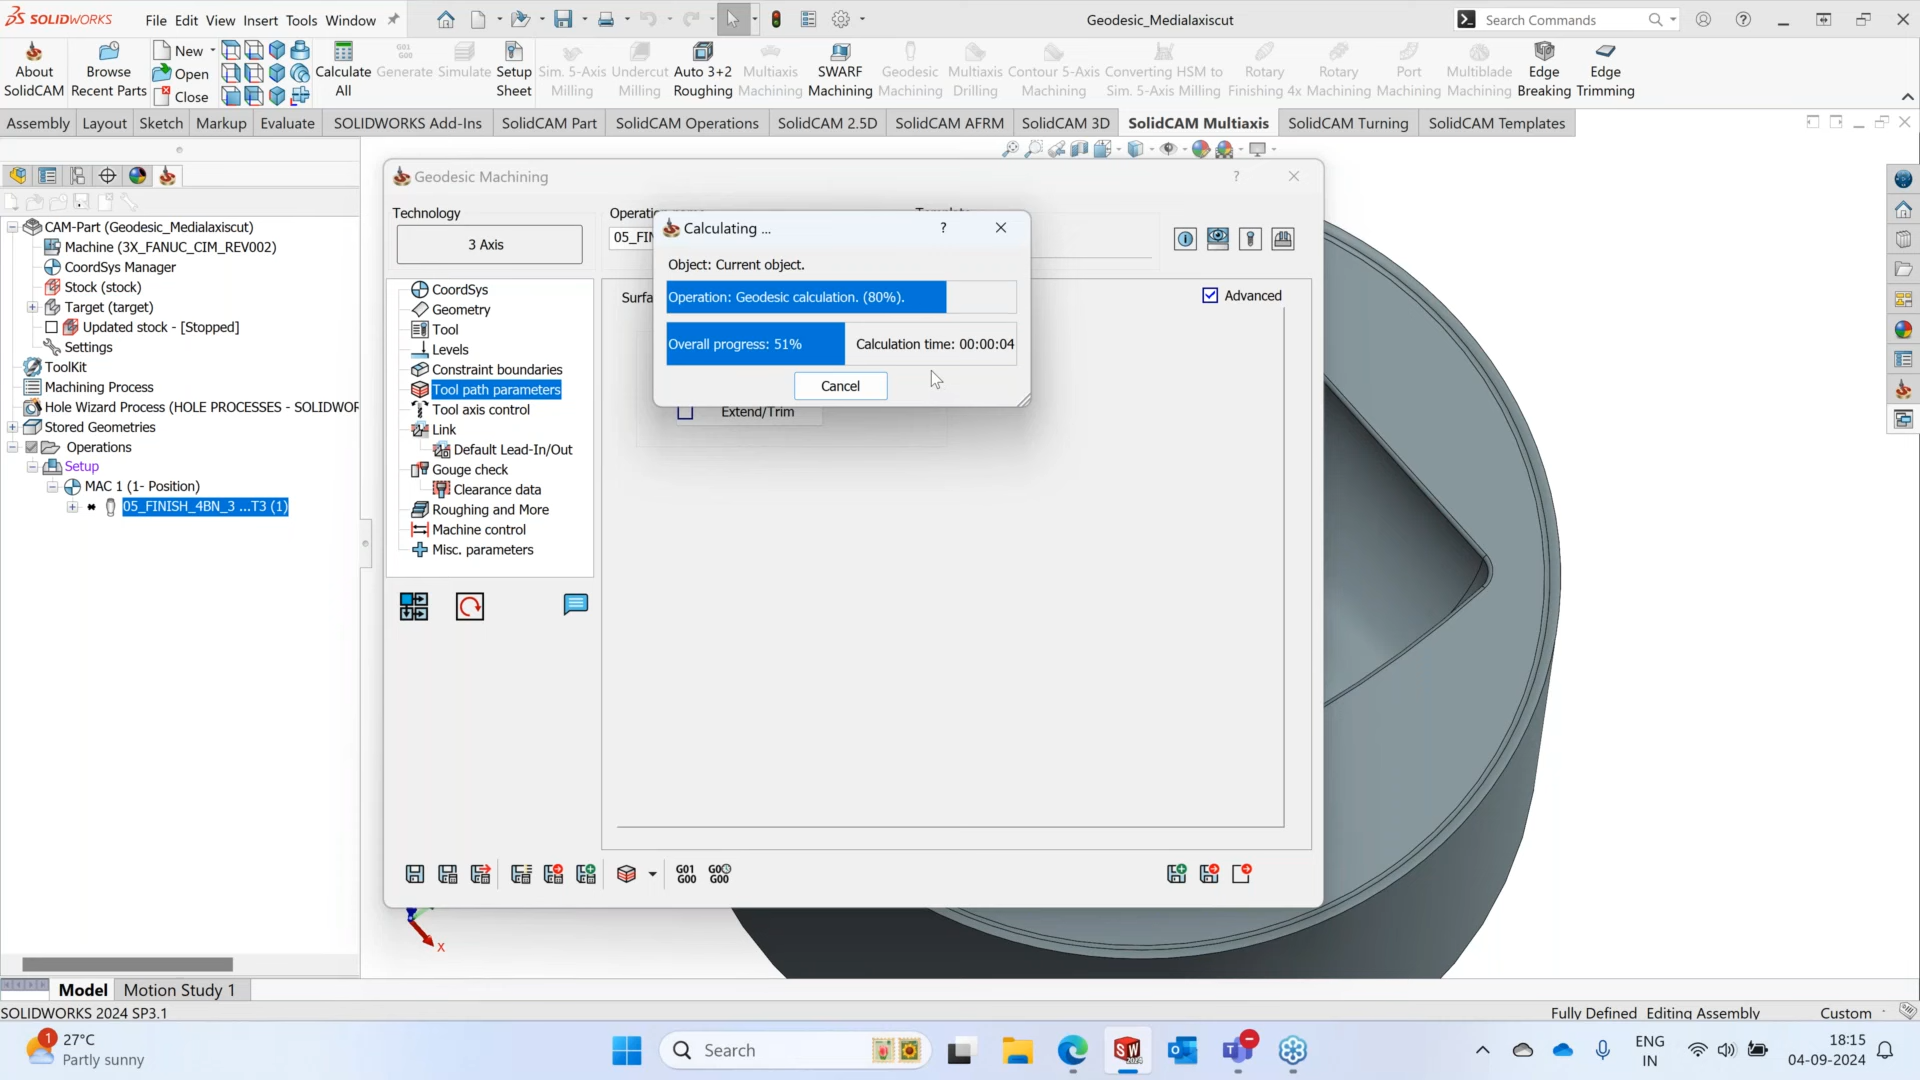 SOLIDWORKS File Edit View Insert Tools Window Geodesic_Medialaxiscut Search Commands
New
Open
Close
About SolidCAM
Browse Recent Parts
Calculate All
G01 G00 Generate
Simulate
Setup Sheet
Sim. 5-Axis Milling
Undercut Milling
Auto 3+2 Roughing
Multiaxis Machining
SWARF Machining
Geodesic Machining
Multiaxis Drilling
Contour 5-Axis Machining
Converting HSM to Sim. 5-Axis Milling
Rotary Finishing
Rotary 4x Machining
Port Machining
Multiblade Machining
Edge Breaking
Edge Trimming
Assembly Layout Sketch Markup Evaluate SOLIDWORKS Add-Ins SolidCAM Part SolidCAM Operations SolidCAM 2.5D SolidCAM AFRM SolidCAM 3D SolidCAM Multiaxis SolidCAM Turning SolidCAM Templates
CAM-Part (Geodesic_Medialaxiscut)
Machine (3X_FANUC_CIM_REV002)
CoordSys Manager
Stock (stock)
Target (target)
Updated stock - [Stopped]
Settings
ToolKit
Machining Process
Hole Wizard Process (HOLE PROCESSES - SOLIDWOR
Stored Geometries
Operations
Setup
MAC 1 (1- Position)
05_FINISH_4BN_3 ...T3 (1)
Geodesic Machining
Technology
3 Axis
05_FIN
CoordSys
Geometry
Tool
Levels
Constraint boundaries
Tool path parameters
Tool axis control
Link
Default Lead-In/Out
Gouge check
Clearance data
Roughing and More
Machine control
Misc. parameters
Advanced
Calculating ...
Object: Current object.
Operation: Geodesic calculation. (80%).
Overall progress: 51% Calculation time: 00:00:04
Cancel
Extend/Trim
G01 G00
X
Model Motion Study 1
SOLIDWORKS 2024 SP3.1 Fully Defined Editing Assembly Custom
1
27°C
Partly sunny
Search
ENG
IN
18:15
04-09-2024